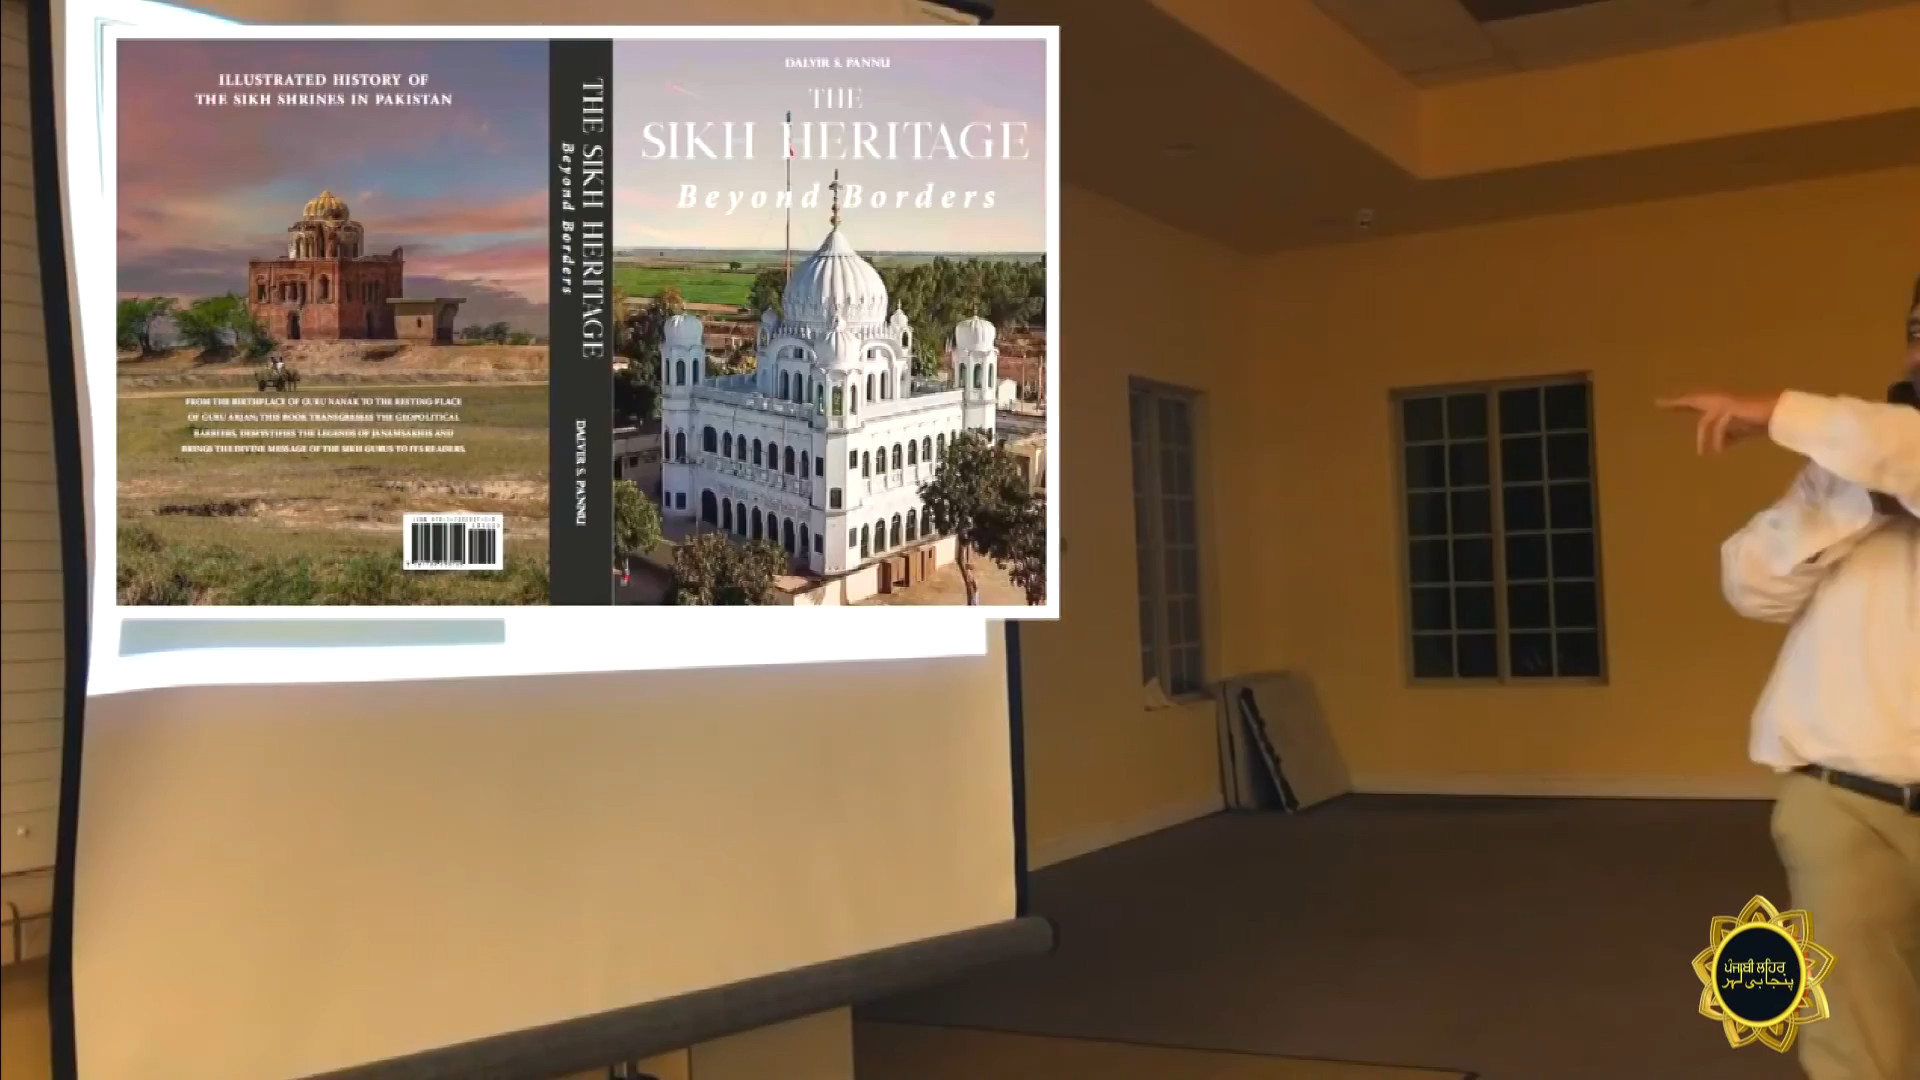 ILLUSTRATED HISTORY OF
THE SIKH SHRINES IN PAKISTAN
FROM THE BIRTHPLACE OF GURU NANAK TO THE RESTING PLACE
OF GURU ARJAN; THIS BOOK TRANSGRESSES THE GEOPOLITICAL
BARRIERS, DEMYSTIFIES THE LEGENDS OF JANAMSAKHIS AND
BRINGS THE DIVINE MESSAGE OF THE SIKH GURUS TO ITS READERS.
THE SIKH HERITAGE
Beyond Borders
DALVIR S. PANNU
DALVIR S. PANNU
THE
SIKH HERITAGE
Beyond Borders
ਪੰਜਾਬੀ ਲਹਿਰ
پنجابی لہر